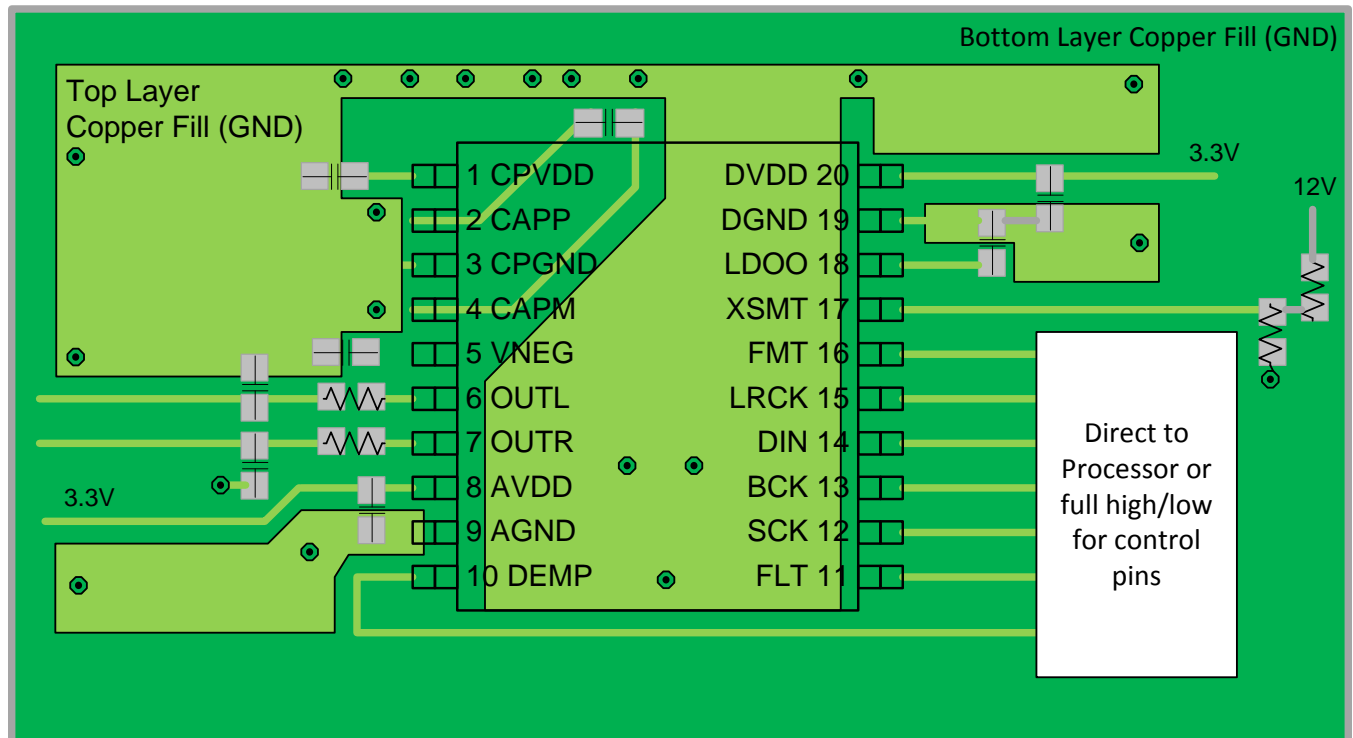 Bottom Layer Copper Fill (GND)
Top Layer
Copper Fill (GND)
3.3V
12V
1 CPVDD
2 CAPP
3 CPGND
4 CAPM
5 VNEG
6 OUTL
7 OUTR
8 AVDD
9 AGND
10 DEMP
DVDD 20
DGND 19
LDOO 18
XSMT 17
FMT 16
LRCK 15
DIN 14
BCK 13
SCK 12
FLT 11
3.3V
Direct to
Processor or
full high/low
for control
pins